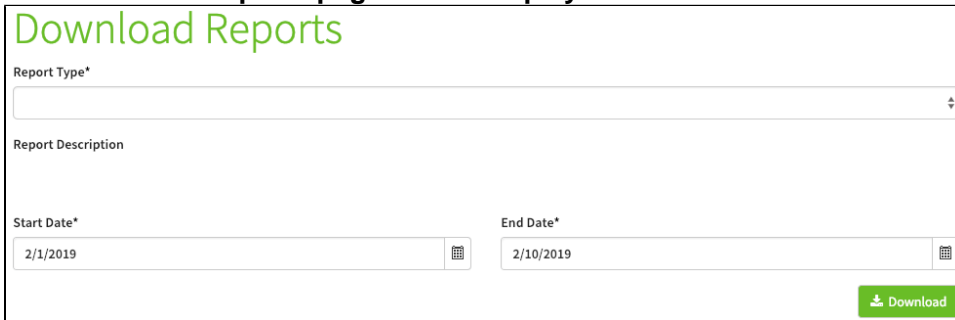 Download Reports
Report Type*
Report Description
Start Date* End Date*
2/1/2019 2/10/2019
Download